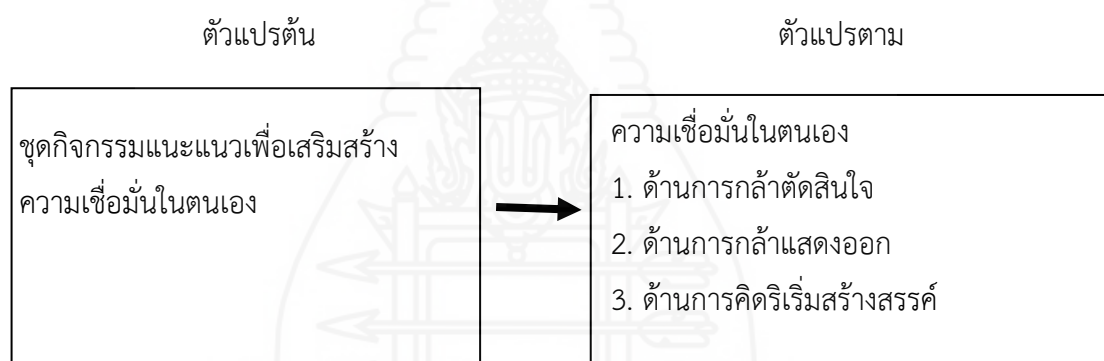 ตัวแปรต้น
ตัวแปรตาม
ชุดกิจกรรมแนะแนวเพื่อเสริมสร้าง
ความเชื่อมั่นในตนเอง
ความเชื่อมั่นในตนเอง
1. ด้านการกล้าตัดสินใจ
2. ด้านการกล้าแสดงออก
3. ด้านการคิดริเริ่มสร้างสรรค์